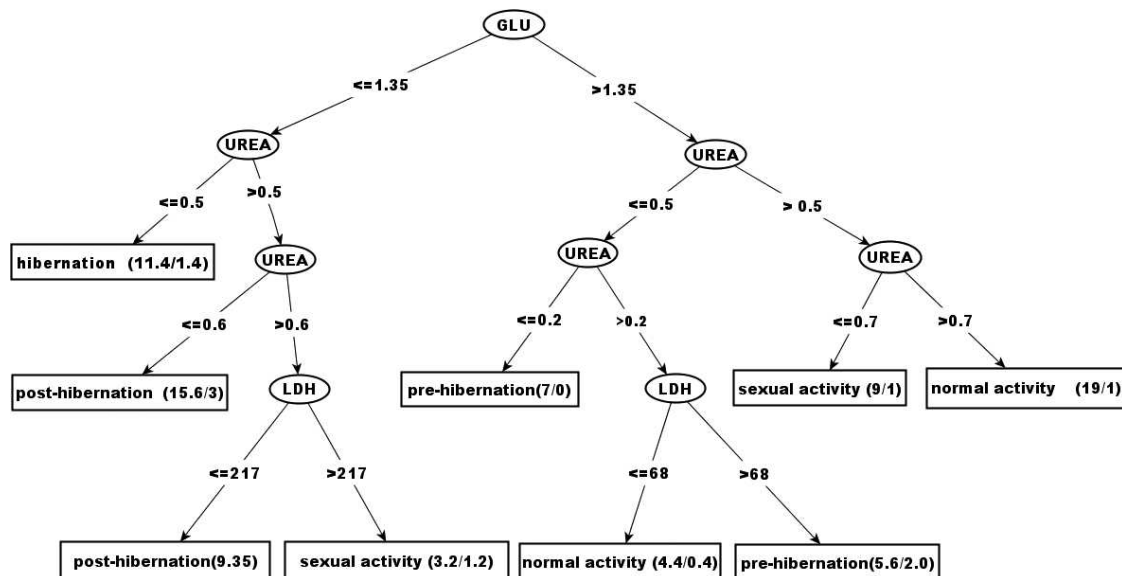 GLU
<=1.35
>1.35
UREA
UREA
<=0.5
>0.5
<=0.5
> 0.5
hibernation (11.4/1.4)
UREA
UREA
UREA
<=0.6
>0.6
<=0.2
>0.2
<=0.7
>0.7
post-hibernation (15.6/3)
LDH
pre-hibernation(7/0)
LDH
sexual activity (9/1)
normal activity (19/1)
<=217
>217
<=68
>68
post-hibernation(9.35)
sexual activity (3.2/1.2)
normal activity (4.4/0.4)
pre-hibernation(5.6/2.0)